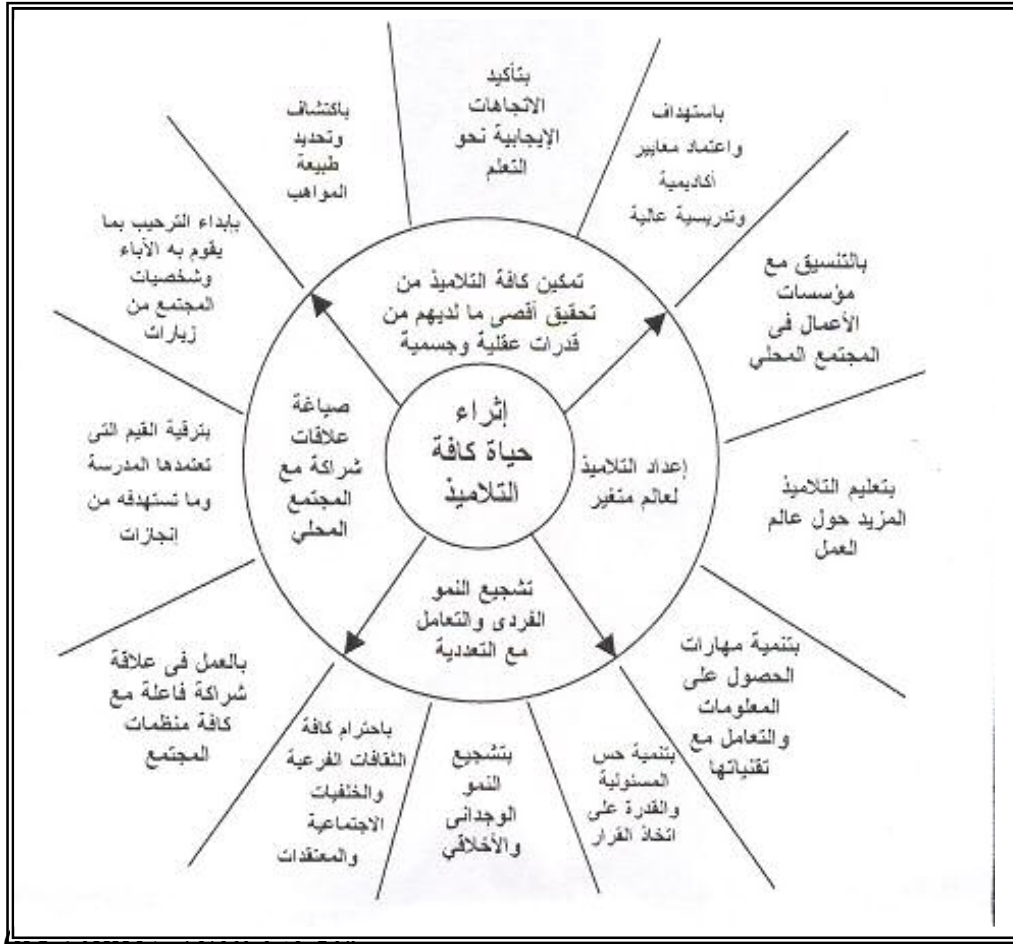 إثراء
حياة كافة
التلاميذ
تمكين كافة التلاميذ من
تحقيق أقصى ما لديهم من
قدرات عقلية وجسمية
إعداد التلاميذ
لعالم متغير
تشجيع النمو
الفردى والتعامل
مع التعددية
صياغة
علاقات
شراكة مع
المجتمع
المحلي
بتأكيد
الاتجاهات
الإيجابية نحو
التعلم
باستهداف
واعتماد معايير
أكاديمية
وتدريسية عالية
بالتنسيق مع
مؤسسات
الأعمال فى
المجتمع المحلي
بتعليم التلاميذ
المزيد حول عالم
العمل
بتنمية مهارات
الحصول على
المعلومات
والتعامل مع
تقنياتها
بتنمية حس
المسئولية
والقدرة على
اتخاذ القرار
بتشجيع
النمو
الوجدانى
والأخلاقي
باحترام كافة
الثقافات الفرعية
والخلفيات
الاجتماعية
والمعتقدات
بالعمل فى علاقة
شراكة فاعلة مع
كافة منظمات
المجتمع
بترقية القيم التى
تعتمدها المدرسة
وما تستهدفه من
إنجازات
بإبداء الترحيب بما
يقوم به الأباء
وشخصيات
المجتمع من
زيارات
باكتشاف
وتحديد
طبيعة
المواهب